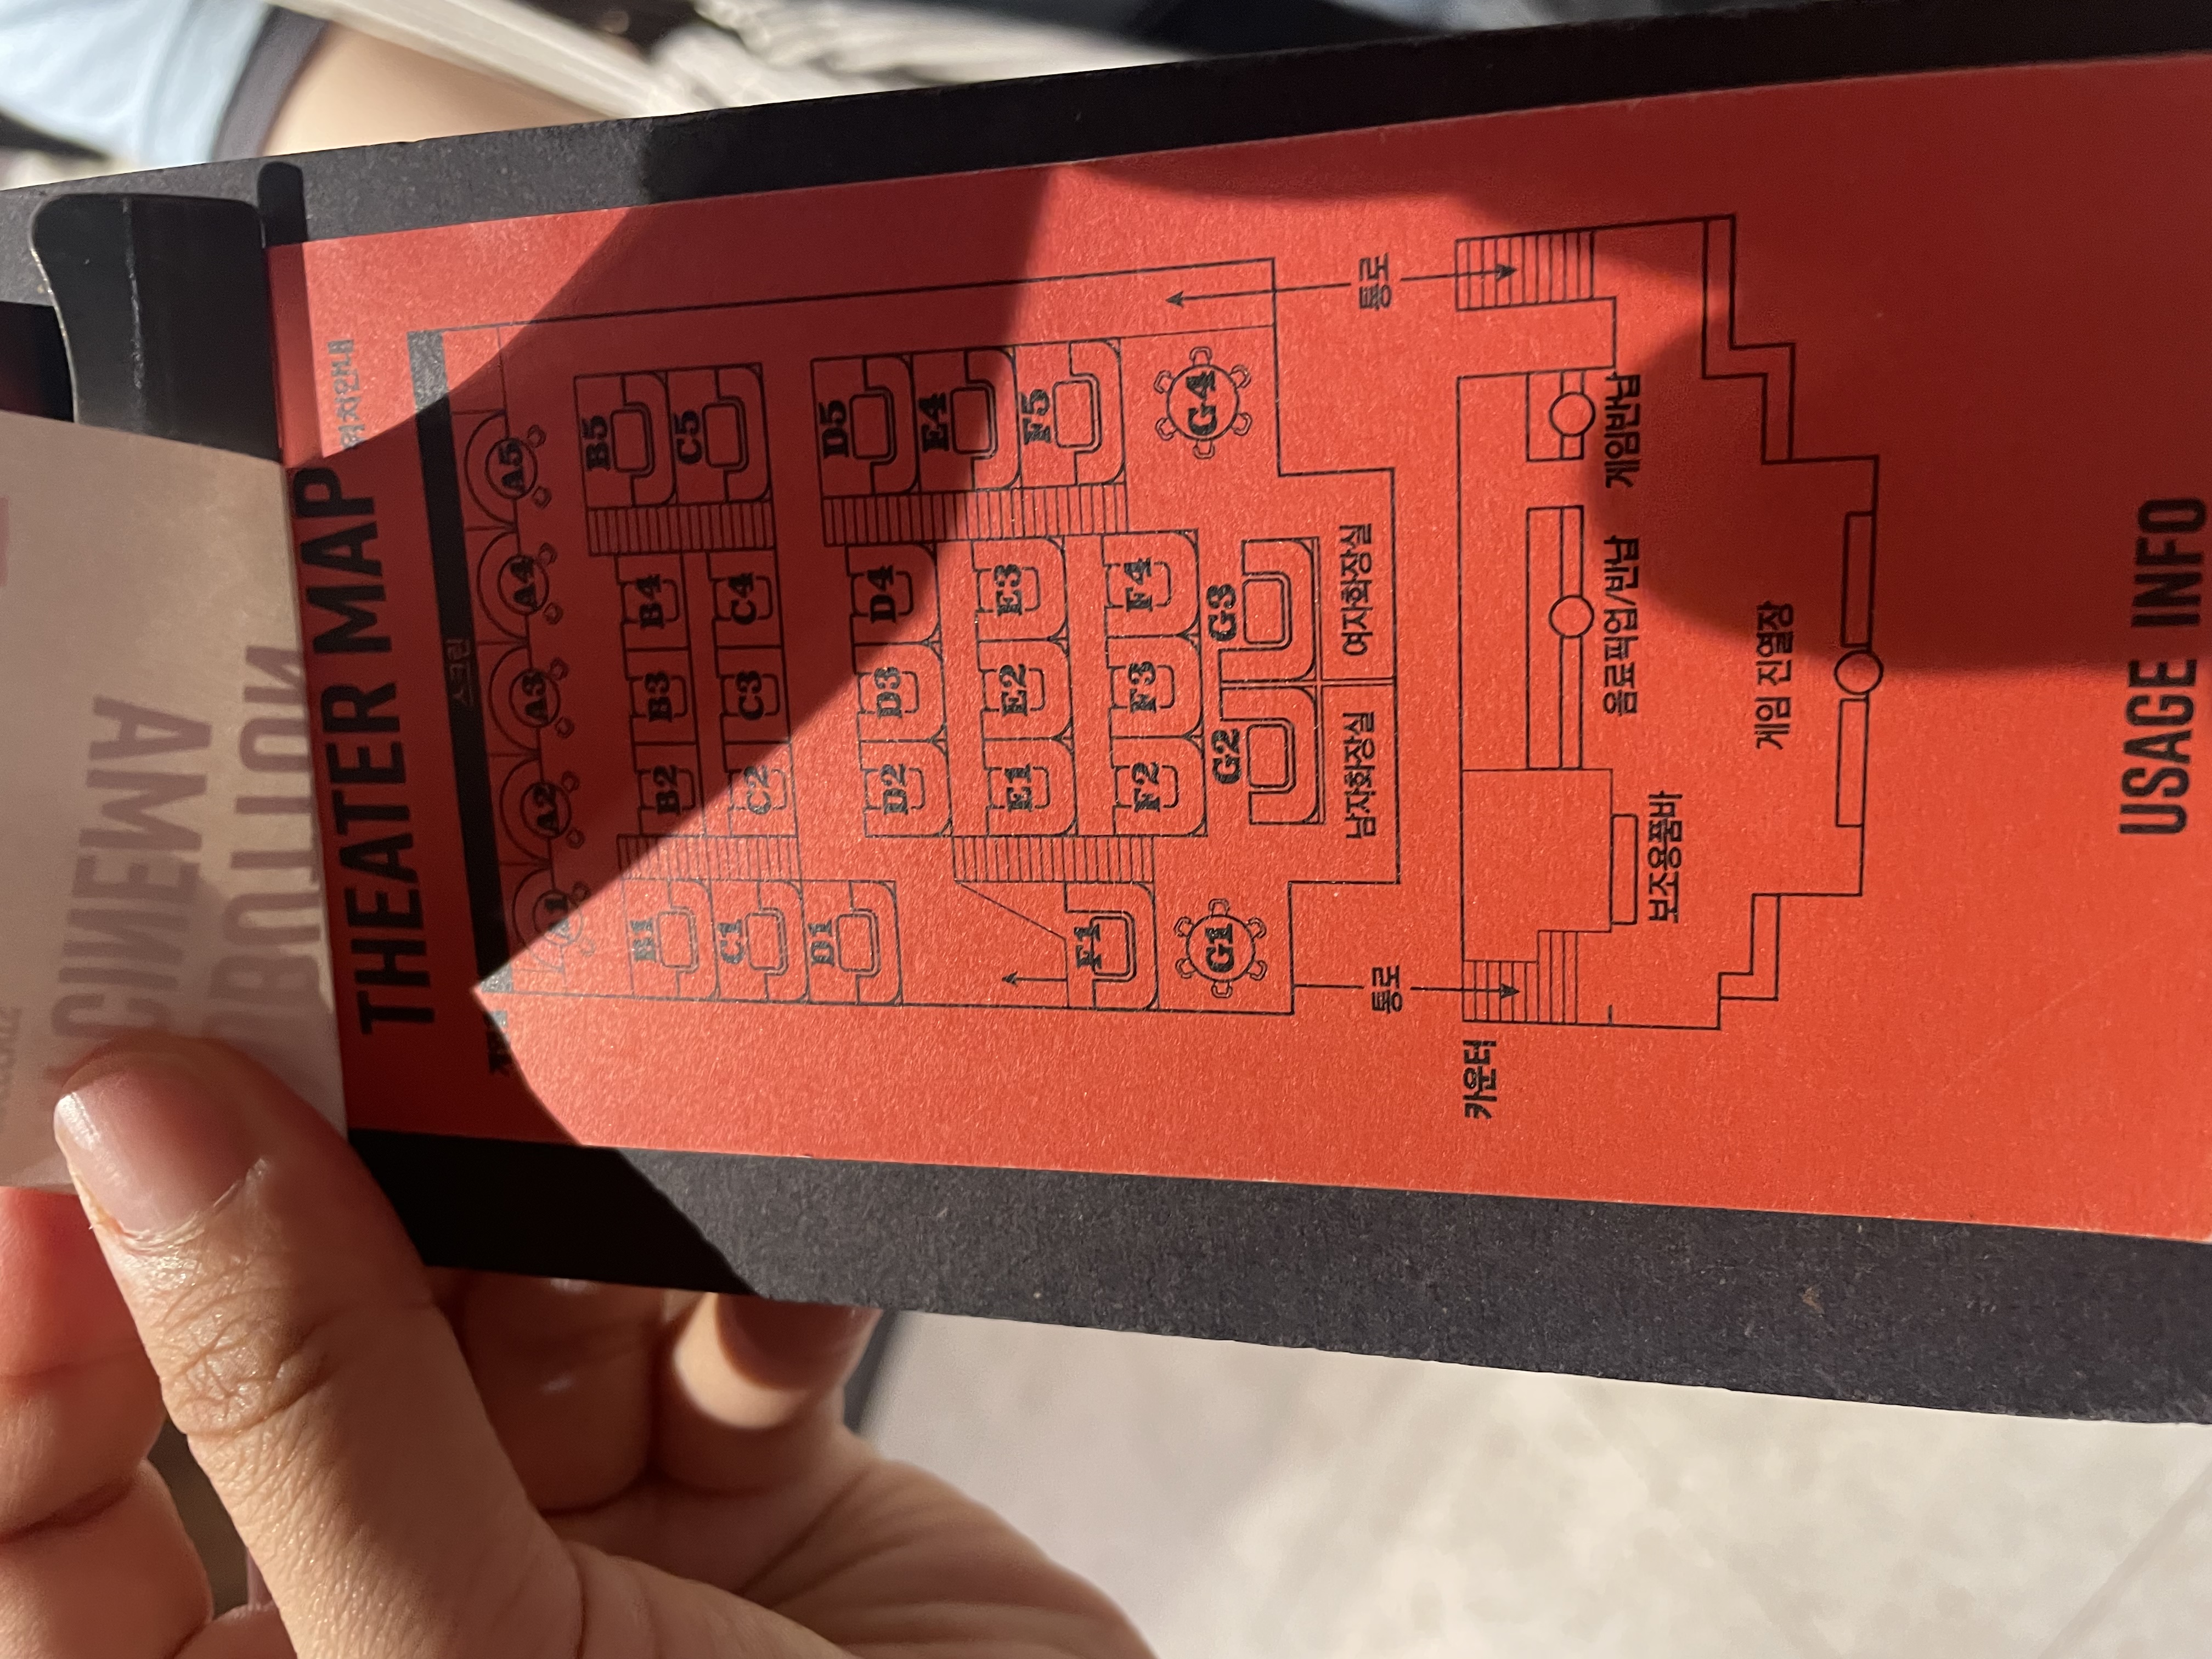 CINEMA
BUTTON
THEATER MAP 위치안내
스크린
A1 A2 A3 A4 A5
B1 B2 B3 B4 B5
C1 C2 C3 C4 C5
D1 D2 D3 D4 D5
E1 E2 E3 E4
F1 F2 F3 F4 F5
G1 G2 G3 G4
남자화장실 여자화장실
통로 통로
카운터
음료픽업/반납 게임반납
보조용품바
게임 진열장
USAGE INFO